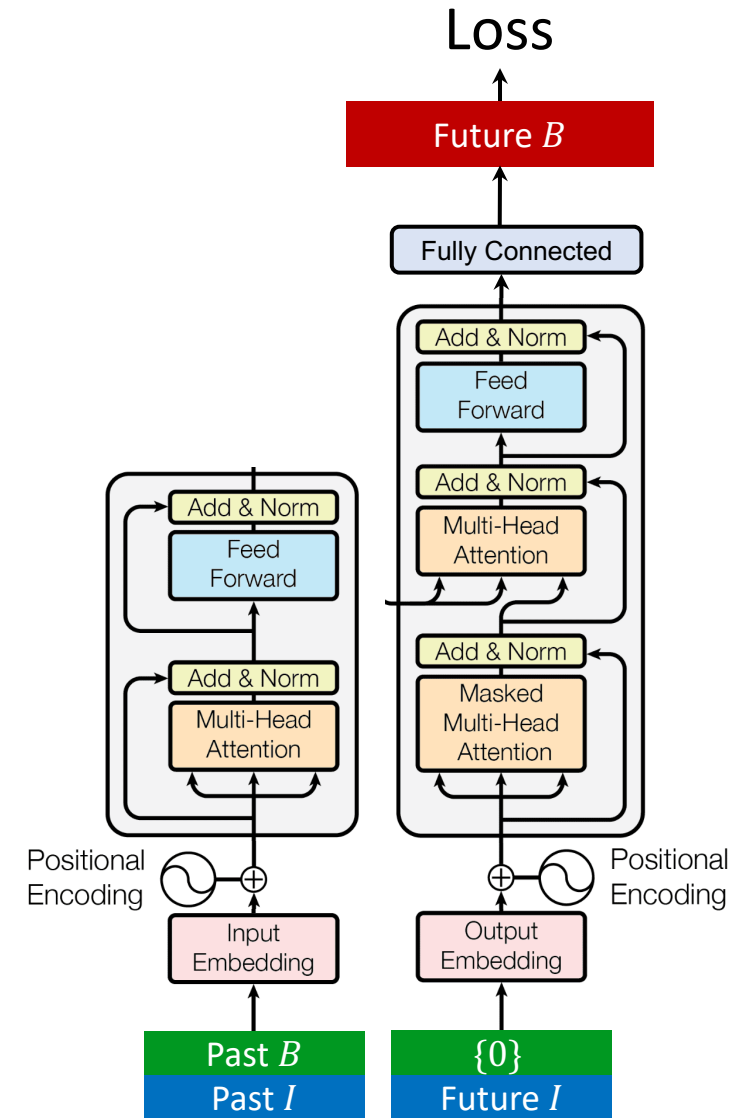 Loss
Future B
Fully Connected
Add & Norm
Feed
Forward
Add & Norm
Multi-Head
Attention
Add & Norm
Masked
Multi-Head
Attention
Positional
Encoding
Output
Embedding
{0}
Future I
Add & Norm
Feed
Forward
Add & Norm
Multi-Head
Attention
Positional
Encoding
Input
Embedding
Past B
Past I